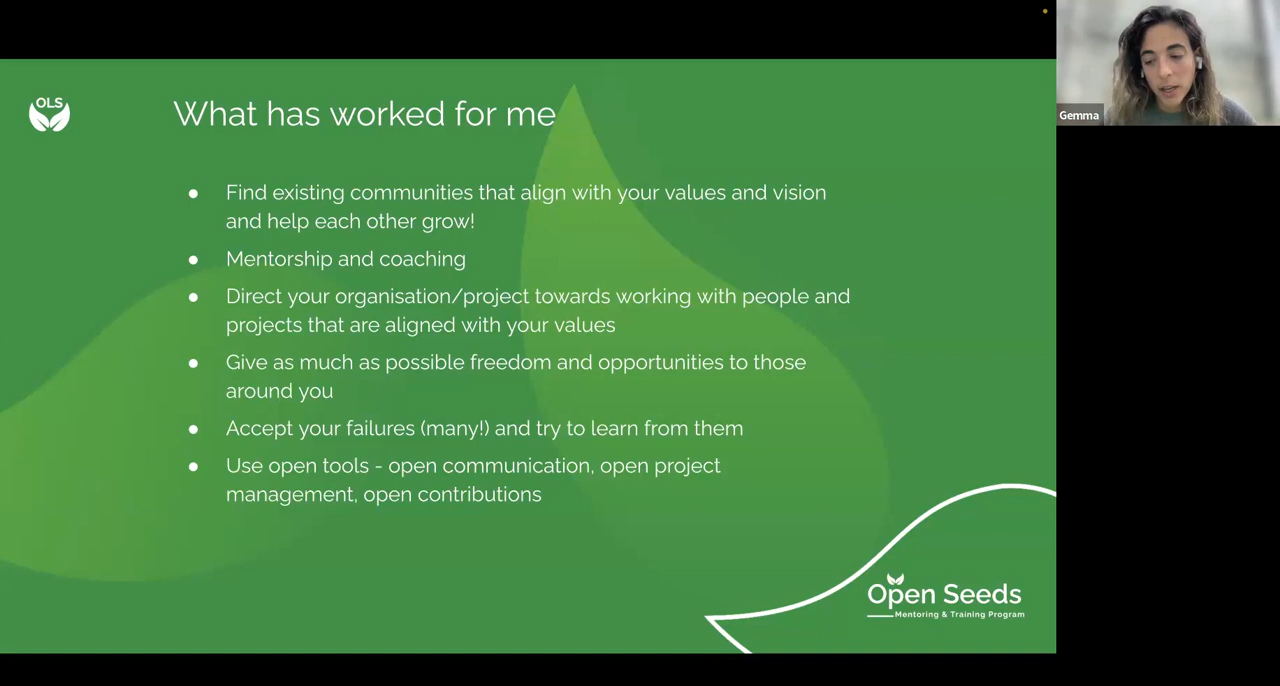 OLS
What has worked for me
● Find existing communities that align with your values and vision
and help each other grow!
● Mentorship and coaching
● Direct your organisation/project towards working with people and
projects that are aligned with your values
● Give as much as possible freedom and opportunities to those
around you
● Accept your failures (many!) and try to learn from them
● Use open tools - open communication, open project
management, open contributions
Open Seeds
Mentoring & Training Program
Gemma